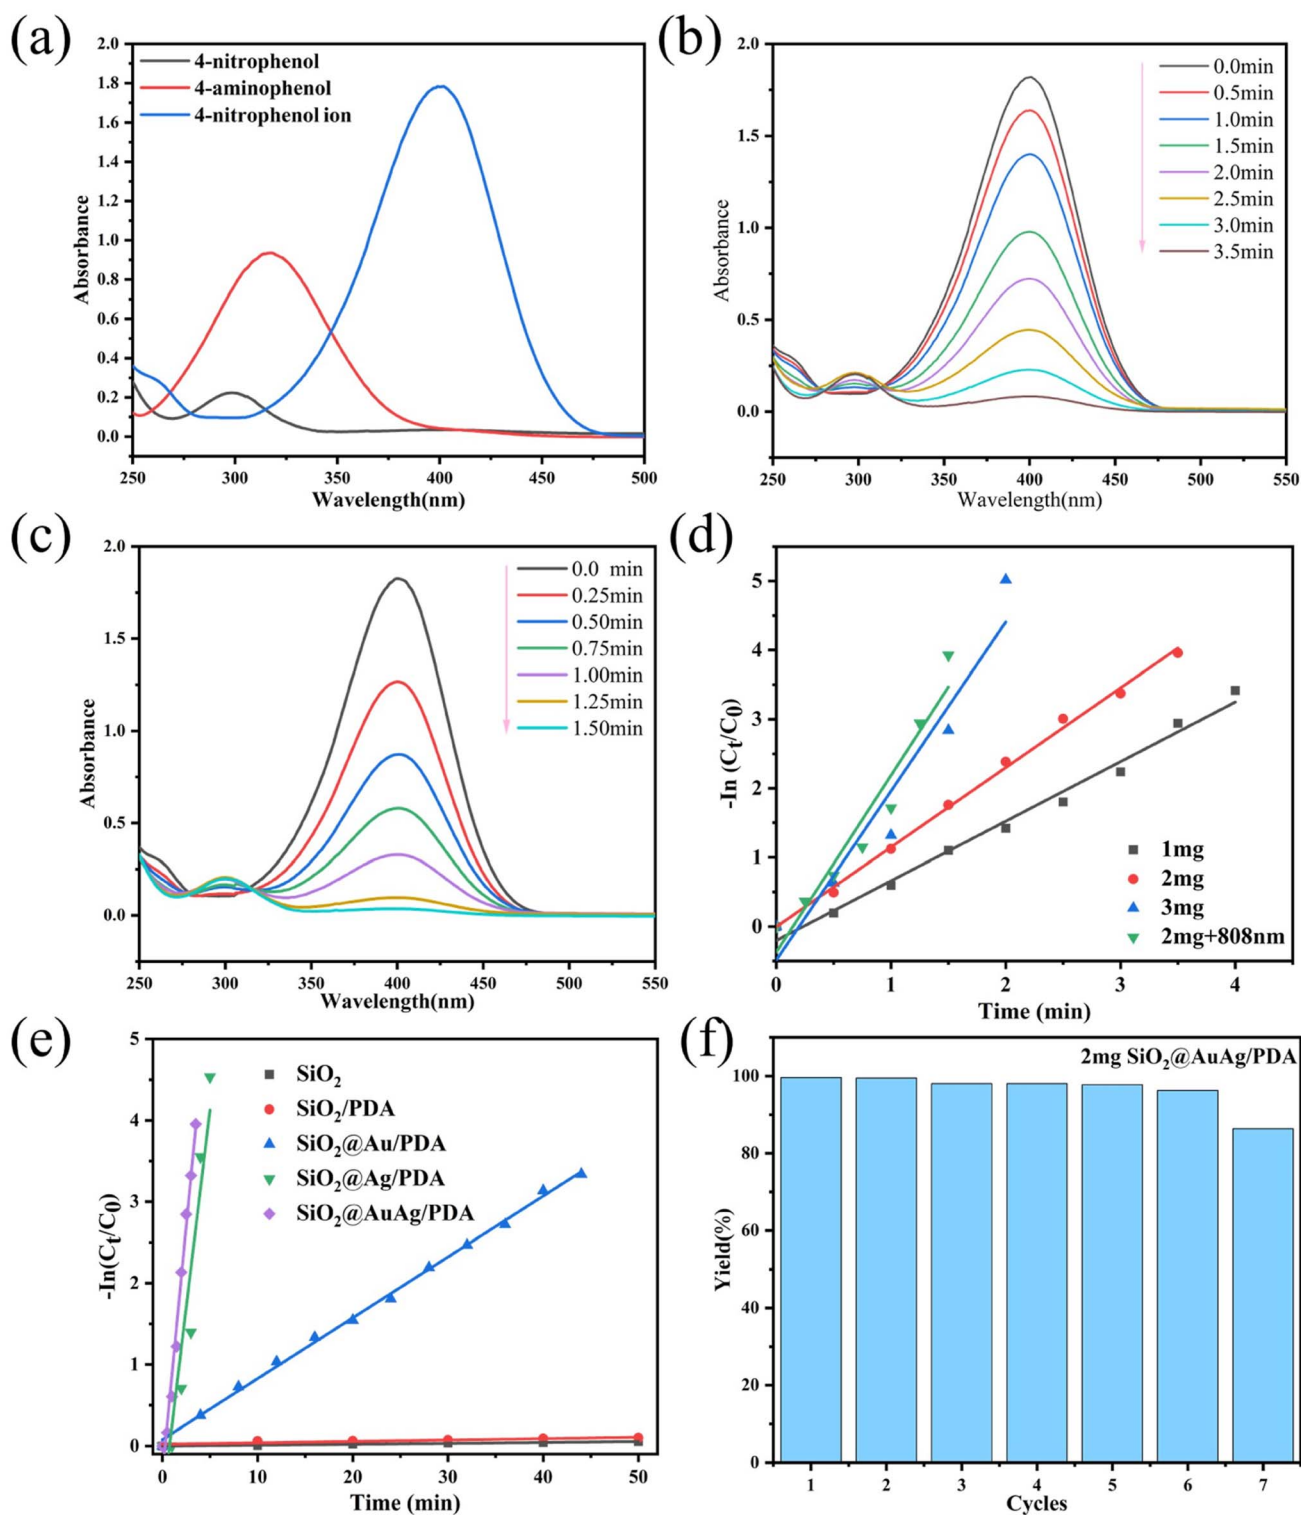 (a)
2.0
1.8
1.6
1.4
1.2
1.0
0.8
0.6
0.4
0.2
0.0
Absorbance
4-nitrophenol
4-aminophenol
4-nitrophenol ion
250 300 350 400 450 500
Wavelength(nm)
(b)
2.0
1.5
1.0
0.5
0.0
Absorbance
0.0min
0.5min
1.0min
1.5min
2.0min
2.5min
3.0min
3.5min
250 300 350 400 450 500 550
Wavelength(nm)
(c)
2.0
1.5
1.0
0.5
0.0
Absorbance
0.0 min
0.25min
0.50min
0.75min
1.00min
1.25min
1.50min
250 300 350 400 450 500 550
Wavelength(nm)
(d)
5
4
3
2
1
0
-In (Ct/C0)
1mg
2mg
3mg
2mg+808nm
0 1 2 3 4
Time (min)
(e)
5
4
3
2
1
0
-In(Ct/C0)
SiO2
SiO2/PDA
SiO2@Au/PDA
SiO2@Ag/PDA
SiO2@AuAg/PDA
0 10 20 30 40 50
Time (min)
(f)
2mg SiO2@AuAg/PDA
100
80
60
40
20
0
Yield(%)
1 2 3 4 5 6 7
Cycles